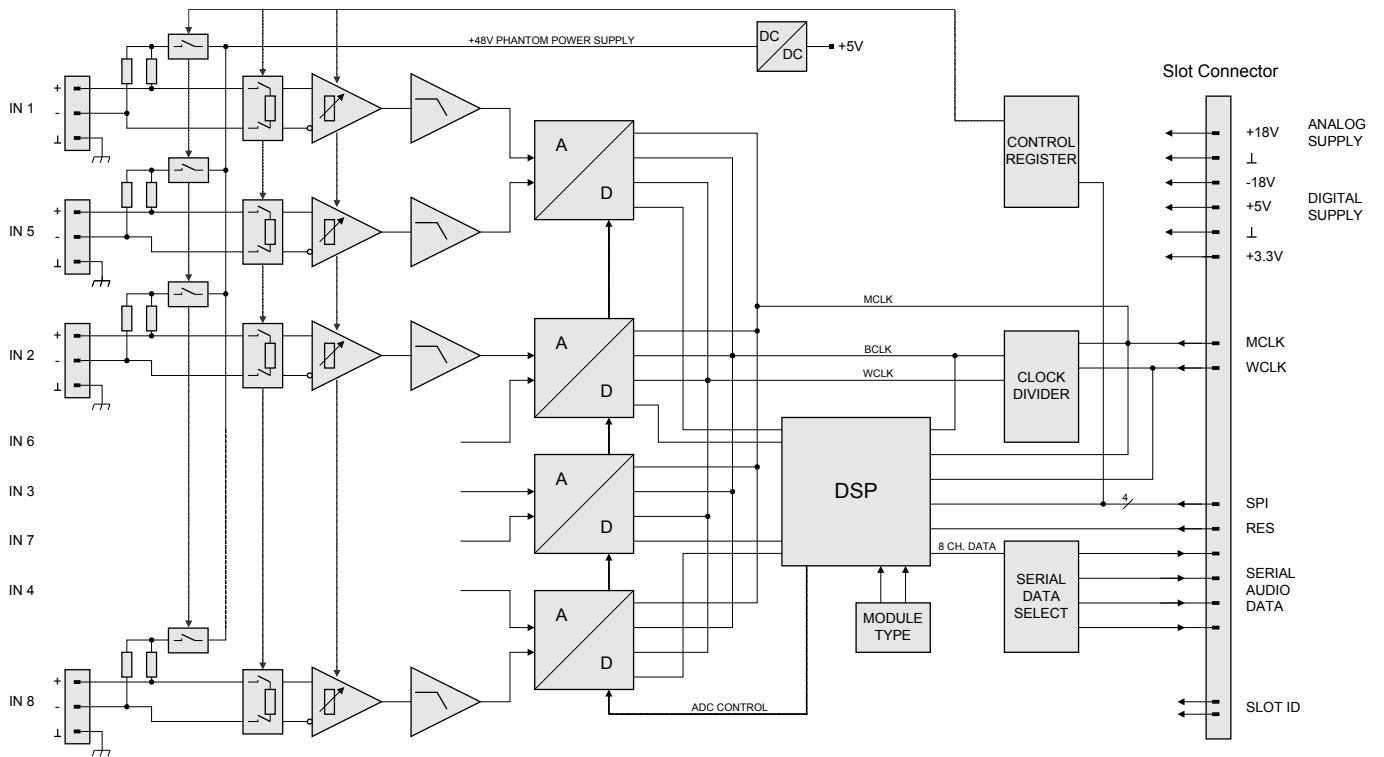 +48V PHANTOM POWER SUPPLY
DC
DC
+5V
Slot Connector
IN 1
+
-
⊥
A
D
CONTROL
REGISTER
+18V
⊥
-18V
+5V
⊥
+3.3V
ANALOG
SUPPLY
DIGITAL
SUPPLY
IN 5
+
-
⊥
IN 2
+
-
⊥
A
D
MCLK
BCLK
WCLK
CLOCK
DIVIDER
MCLK
WCLK
IN 6
IN 3
A
D
IN 7
DSP
4
SPI
RES
8 CH. DATA
SERIAL
DATA
SELECT
SERIAL
AUDIO
DATA
IN 4
A
D
MODULE
TYPE
IN 8
+
-
⊥
ADC CONTROL
SLOT ID